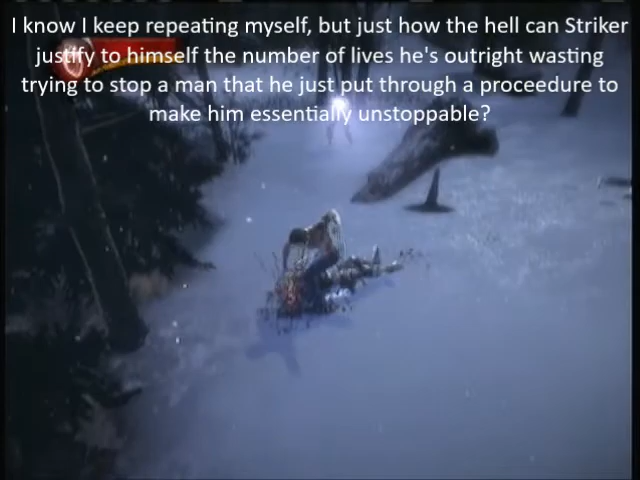 I know I keep repeating myself, but just how the hell can Striker
justify to himself the number of lives he's outright wasting
trying to stop a man that he just put through a proceedure to
make him essentially unstoppable?